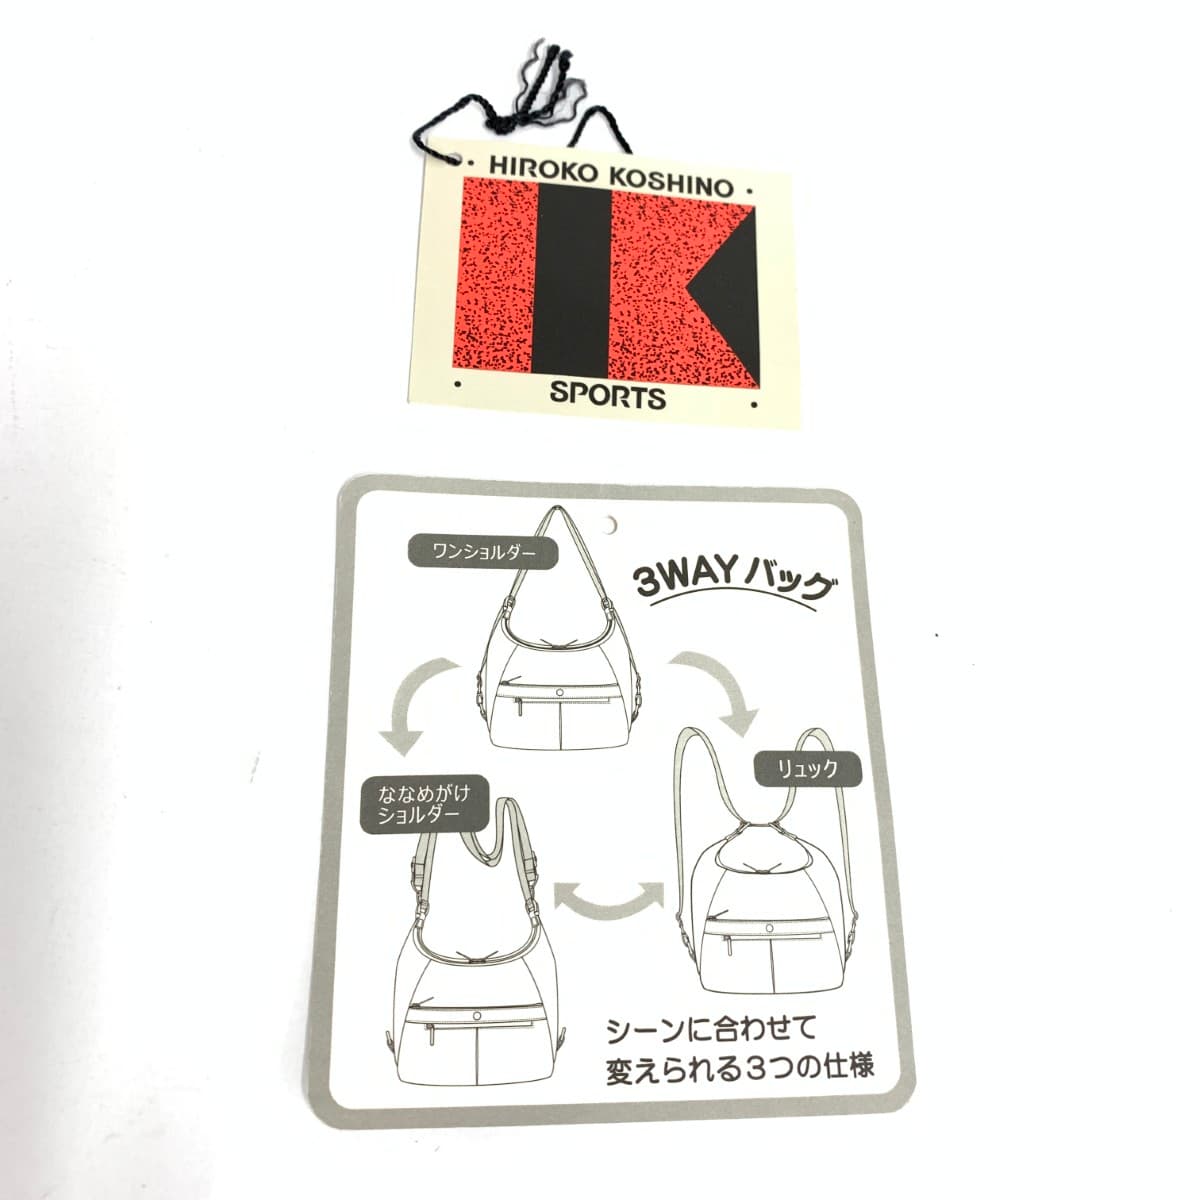 HIROKO KOSHINO
SPORTS
ワンショルダー
3WAYバッグ
リュック
ななめがけ
ショルダー
シーンに合わせて
変えられる3つの仕様